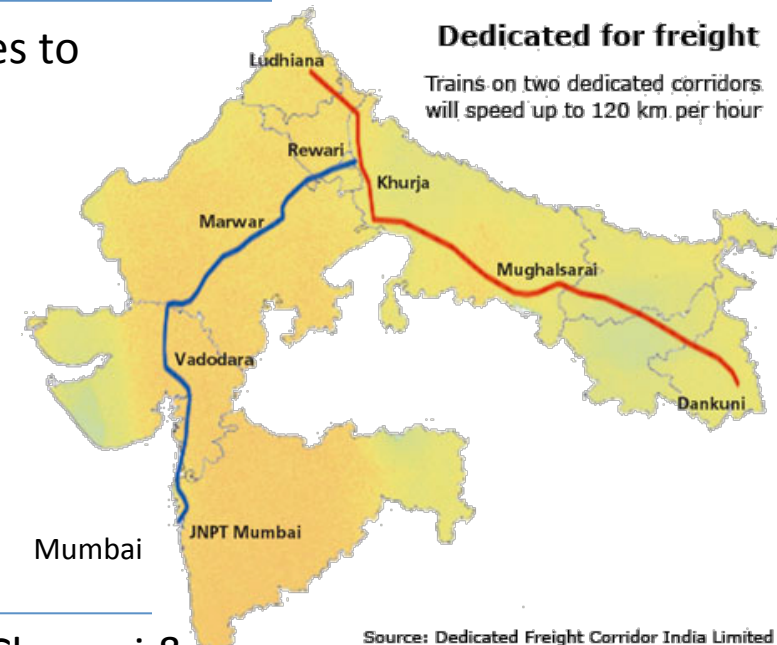 es to
Dedicated for freight
Trains on two dedicated corridors
will speed up to 120 km per hour
Ludhiana
Rewari
Khurja
Marwar
Mughalsarai
Vadodara
Dankuni
JNPT Mumbai
Mumbai
Source: Dedicated Freight Corridor India Limited